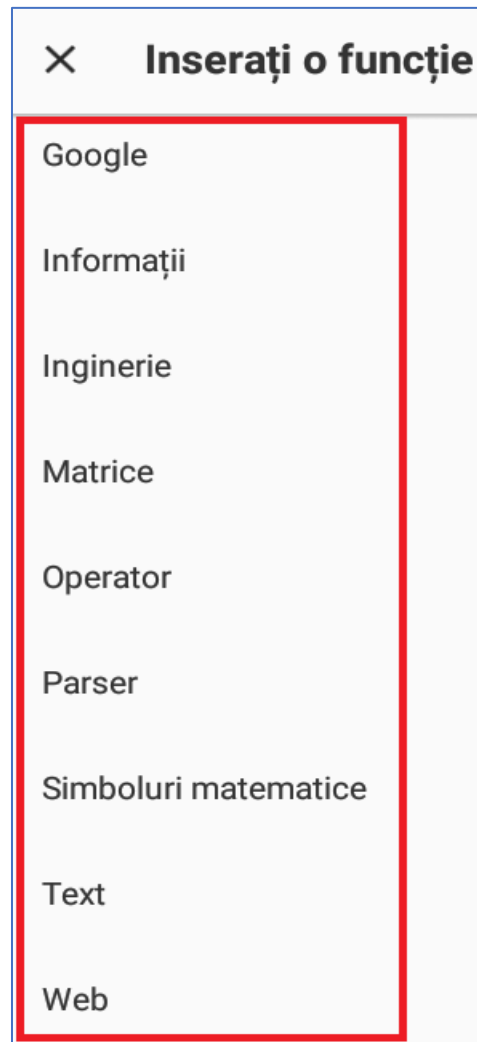 Inserați o funcție
Google
Informații
Inginerie
Matrice
Operator
Parser
Simboluri matematice
Text
Web